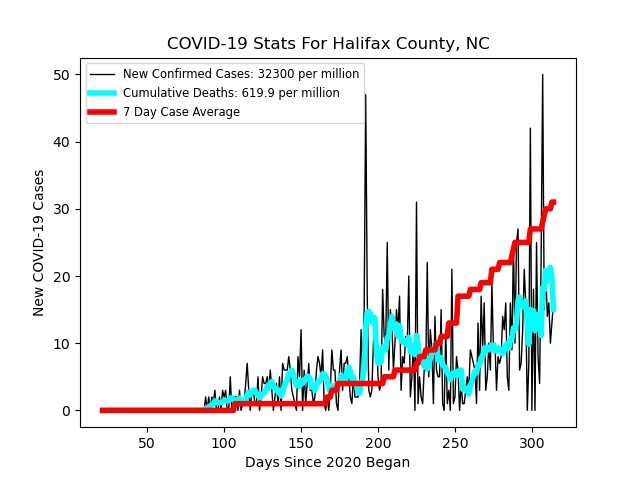 COVID-19 Stats For Halifax County, NC
New Confirmed Cases: 32300 per million
Cumulative Deaths: 619.9 per million
7 Day Case Average
New COVID-19 Cases
50
40
30
20
10
0
50 100 150 200 250 300
Days Since 2020 Began